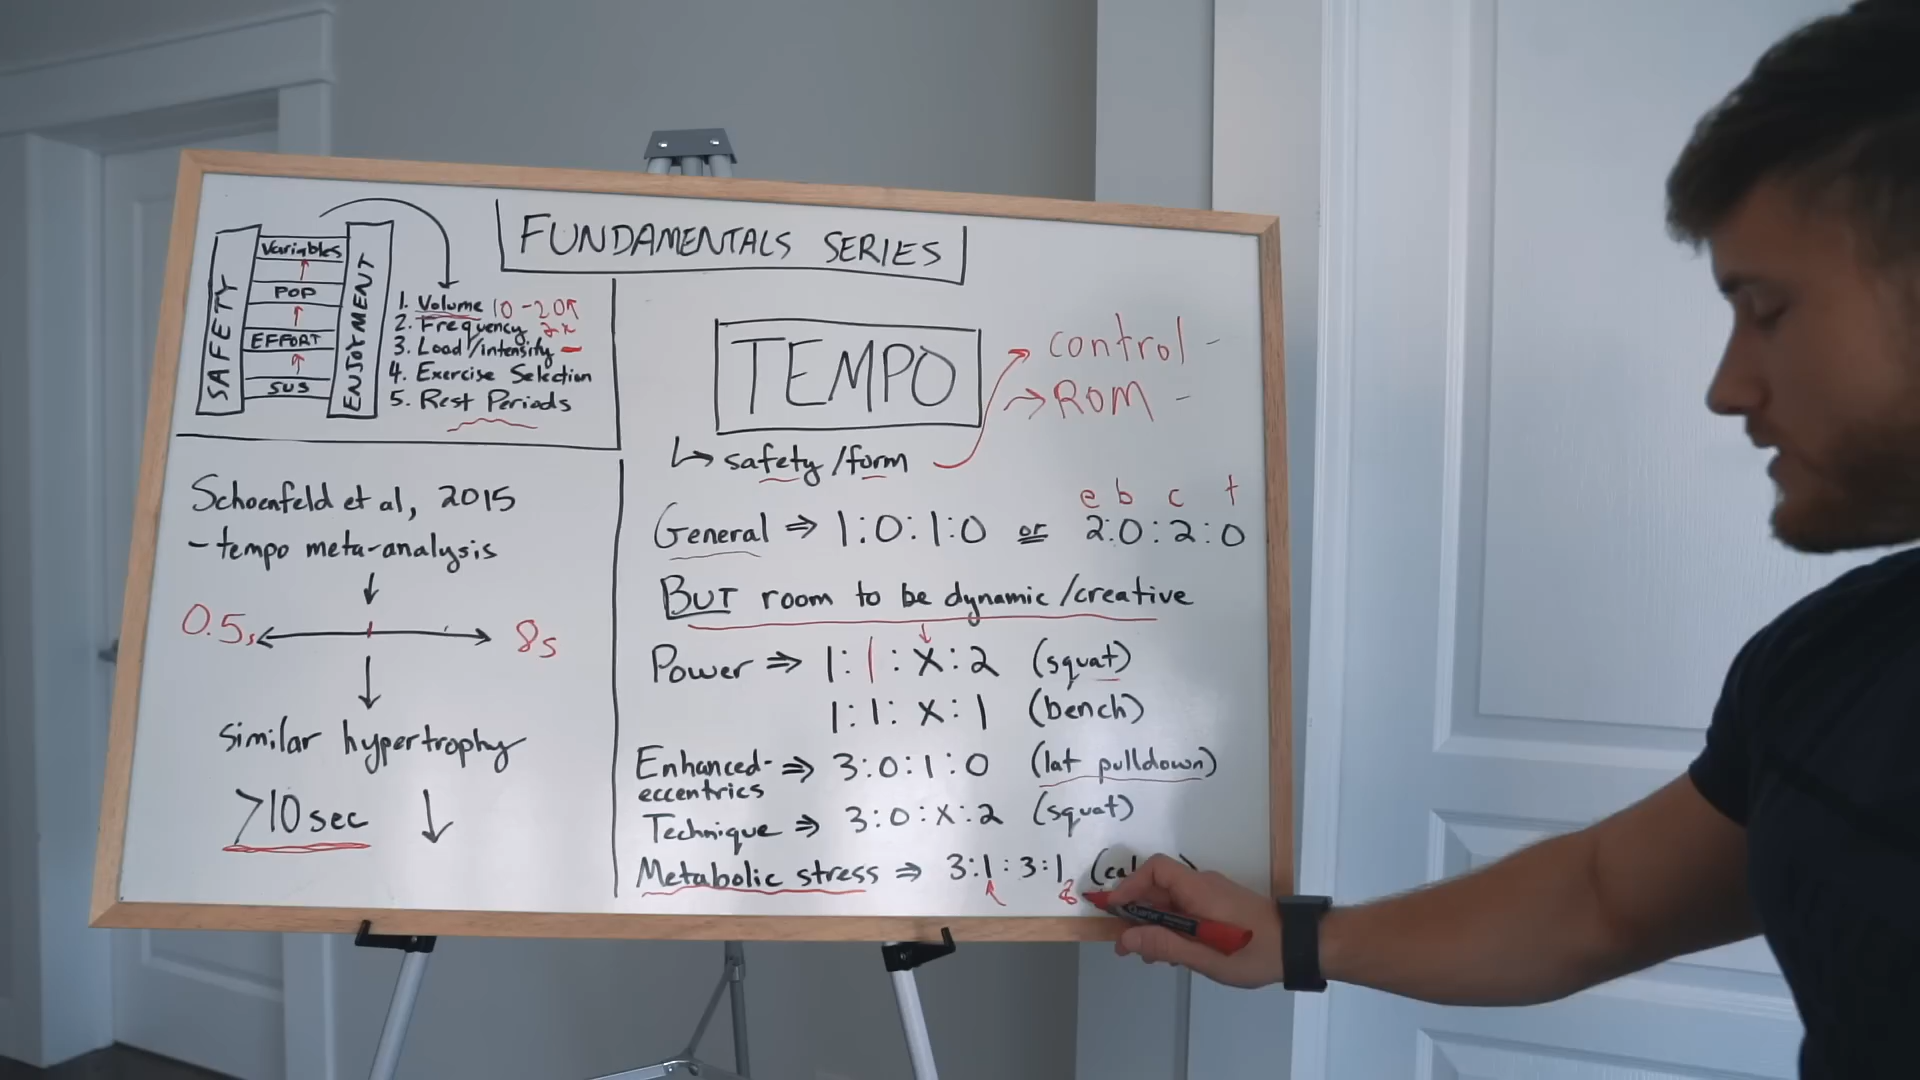 FUNDAMENTALS SERIES
SAFETY
Variables
POP
EFFORT
SUS
ENJOYMENT
1. Volume 10-20
2. Frequency 2x
3. Load/intensity -
4. Exercise Selection
5. Rest Periods
Schoenfeld et al, 2015
- tempo meta-analysis
0.5s 8s
similar hypertrophy
>10 sec
TEMPO
control -
ROM -
safety/form
e b c t
General ⇒ 1:0:1:0 or 2:0:2:0
BUT room to be dynamic/creative
Power ⇒ 1:1:X:2 (squat)
1:1:X:1 (bench)
Enhanced- ⇒ 3:0:1:0 (lat pulldown)
eccentrics
Technique ⇒ 3:0:X:2 (squat)
Metabolic stress ⇒ 3:1:3:1